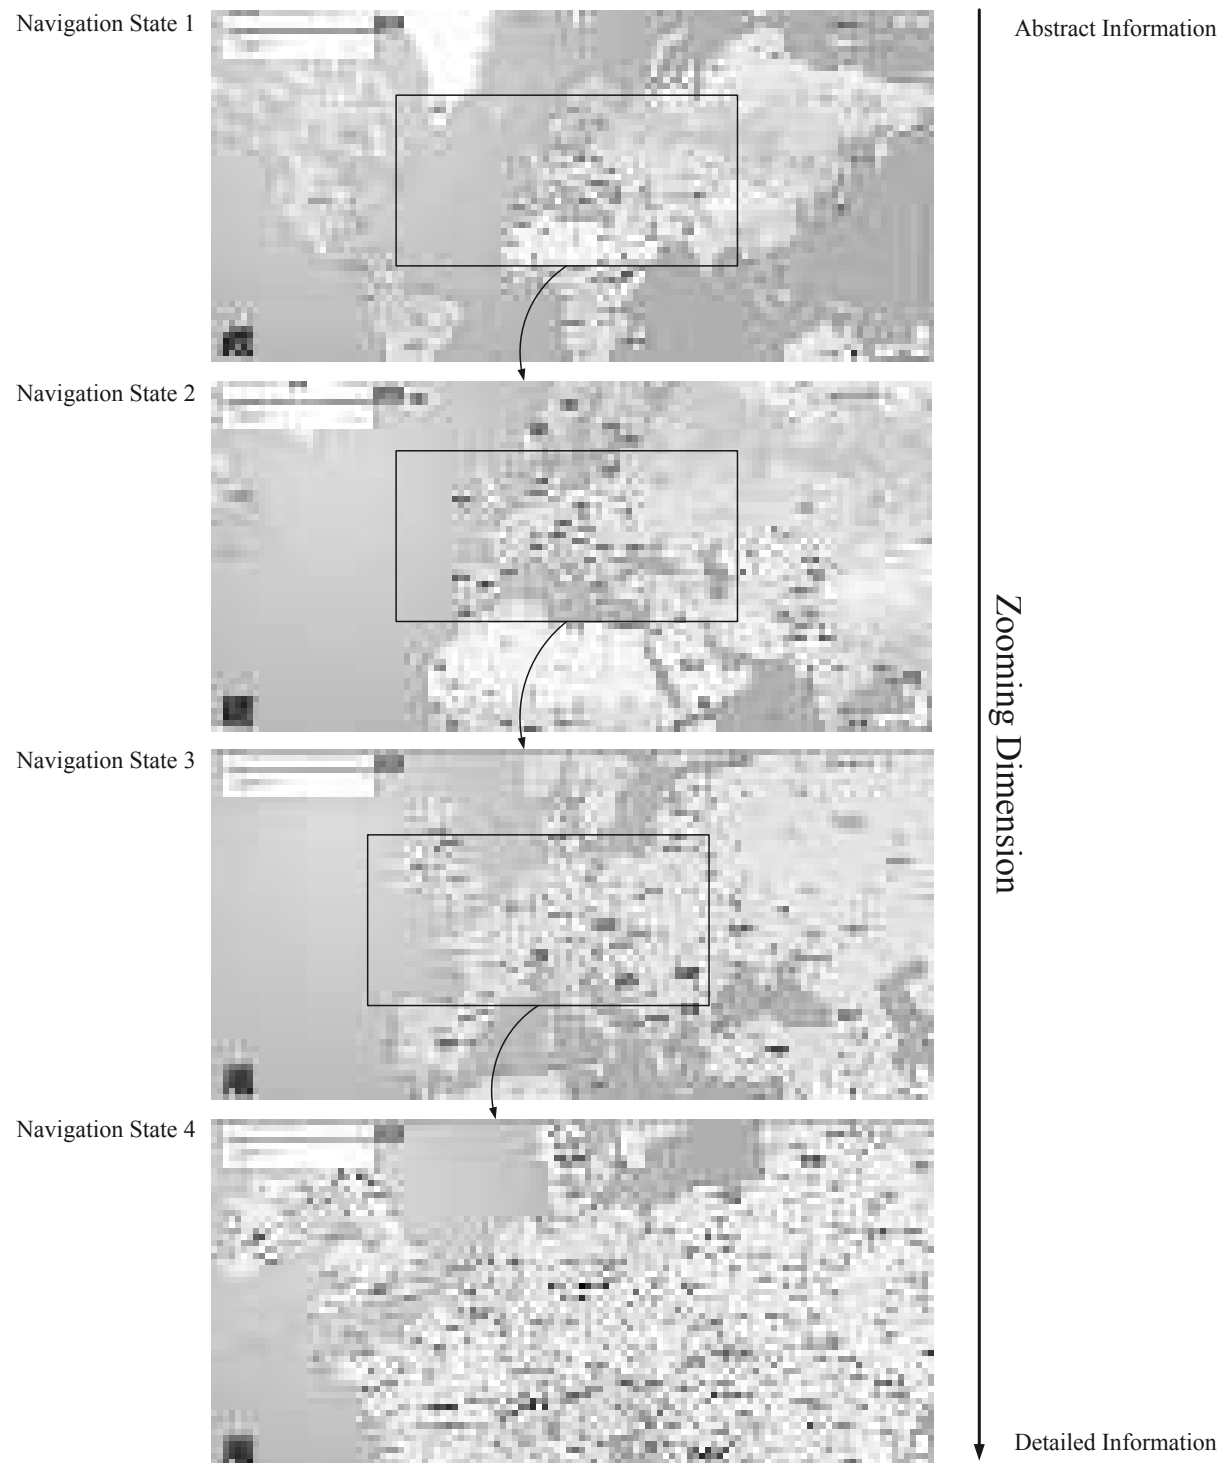 Navigation State 1
Abstract Information
Navigation State 2
Zooming Dimension
Navigation State 3
Navigation State 4
Detailed Information